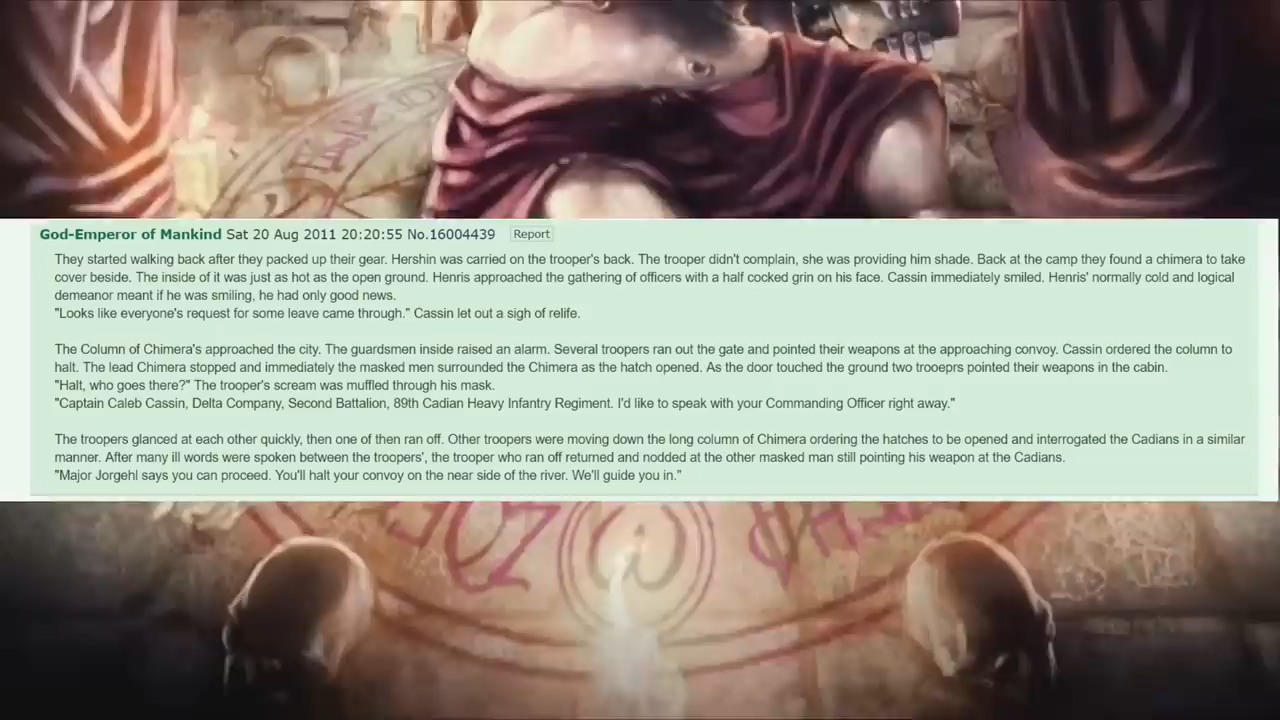 God-Emperor of Mankind Sat 20 Aug 2011 20:20:55 No.16004439 Report
They started walking back after they packed up their gear. Hershin was carried on the trooper's back. The trooper didn't complain, she was providing him shade. Back at the camp they found a chimera to take
cover beside. The inside of it was just as hot as the open ground. Henris approached the gathering of officers with a half cocked grin on his face. Cassin immediately smiled. Henris' normally cold and logical
demeanor meant if he was smiling, he had only good news.
"Looks like everyone's request for some leave came through." Cassin let out a sigh of relife.
The Column of Chimera's approached the city. The guardsmen inside raised an alarm. Several troopers ran out the gate and pointed their weapons at the approaching convoy. Cassin ordered the column to
halt. The lead Chimera stopped and immediately the masked men surrounded the Chimera as the hatch opened. As the door touched the ground two trooeprs pointed their weapons in the cabin.
"Halt, who goes there?" The trooper's scream was muffled through his mask.
"Captain Caleb Cassin, Delta Company, Second Battalion, 89th Cadian Heavy Infantry Regiment. I'd like to speak with your Commanding Officer right away."
The troopers glanced at each other quickly, then one of then ran off. Other troopers were moving down the long column of Chimera ordering the hatches to be opened and interrogated the Cadians in a similar
manner. After many ill words were spoken between the troopers', the trooper who ran off returned and nodded at the other masked man still pointing his weapon at the Cadians.
"Major Jorgehl says you can proceed. You'll halt your convoy on the near side of the river. We'll guide you in."